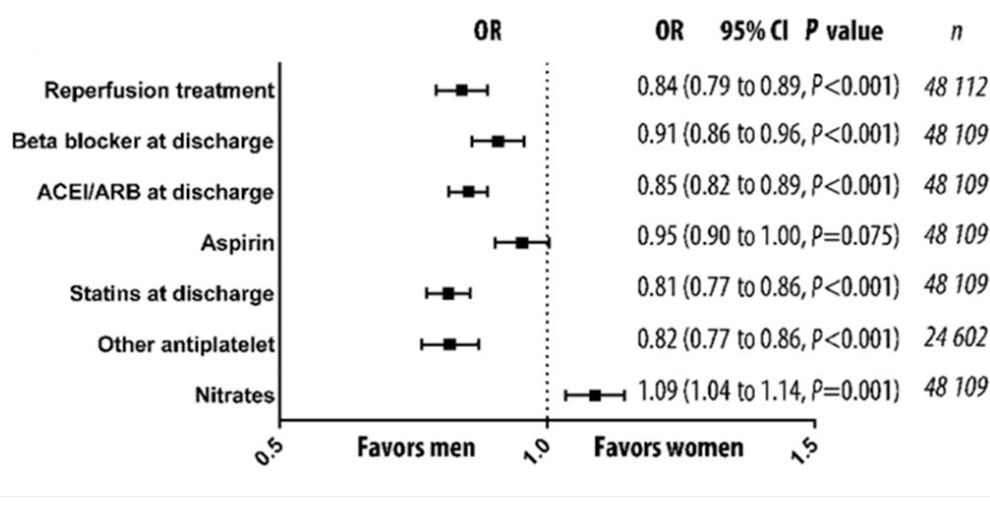 OR OR 95% CI P value n
Reperfusion treatment 0.84 (0.79 to 0.89, P<0.001) 48 112
Beta blocker at discharge 0.91 (0.86 to 0.96, P<0.001) 48 109
ACEI/ARB at discharge 0.85 (0.82 to 0.89, P<0.001) 48 109
Aspirin 0.95 (0.90 to 1.00, P=0.075) 48 109
Statins at discharge 0.81 (0.77 to 0.86, P<0.001) 48 109
Other antiplatelet 0.82 (0.77 to 0.86, P<0.001) 24 602
Nitrates 1.09 (1.04 to 1.14, P=0.001) 48 109
0.5 Favors men 1.0 Favors women 1.5